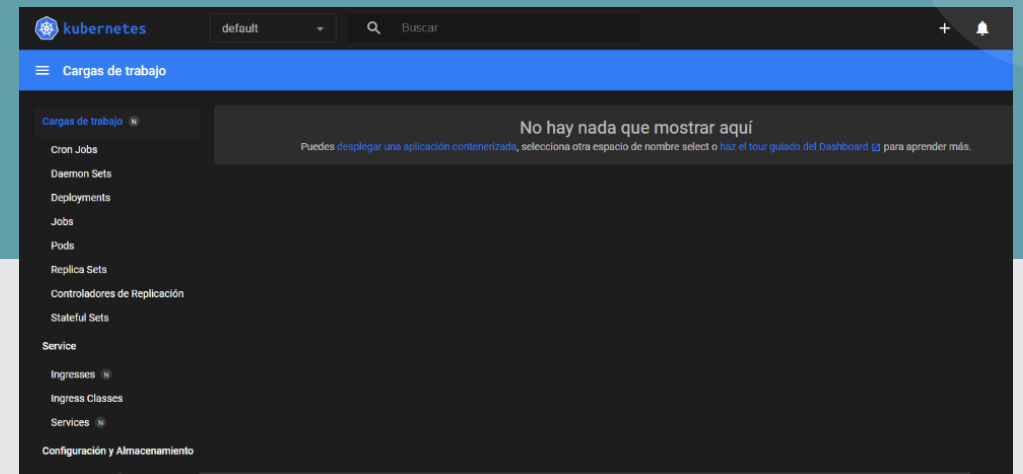 kubernetes
default
Buscar
Cargas de trabajo
Cargas de trabajo N
Cron Jobs
Daemon Sets
Deployments
Jobs
Pods
Replica Sets
Controladores de Replicación
Stateful Sets
Service
Ingresses N
Ingress Classes
Services N
Configuración y Almacenamiento
No hay nada que mostrar aquí
Puedes desplegar una aplicación contenerizada, selecciona otra espacio de nombre select o haz el tour guiado del Dashboard para aprender más.